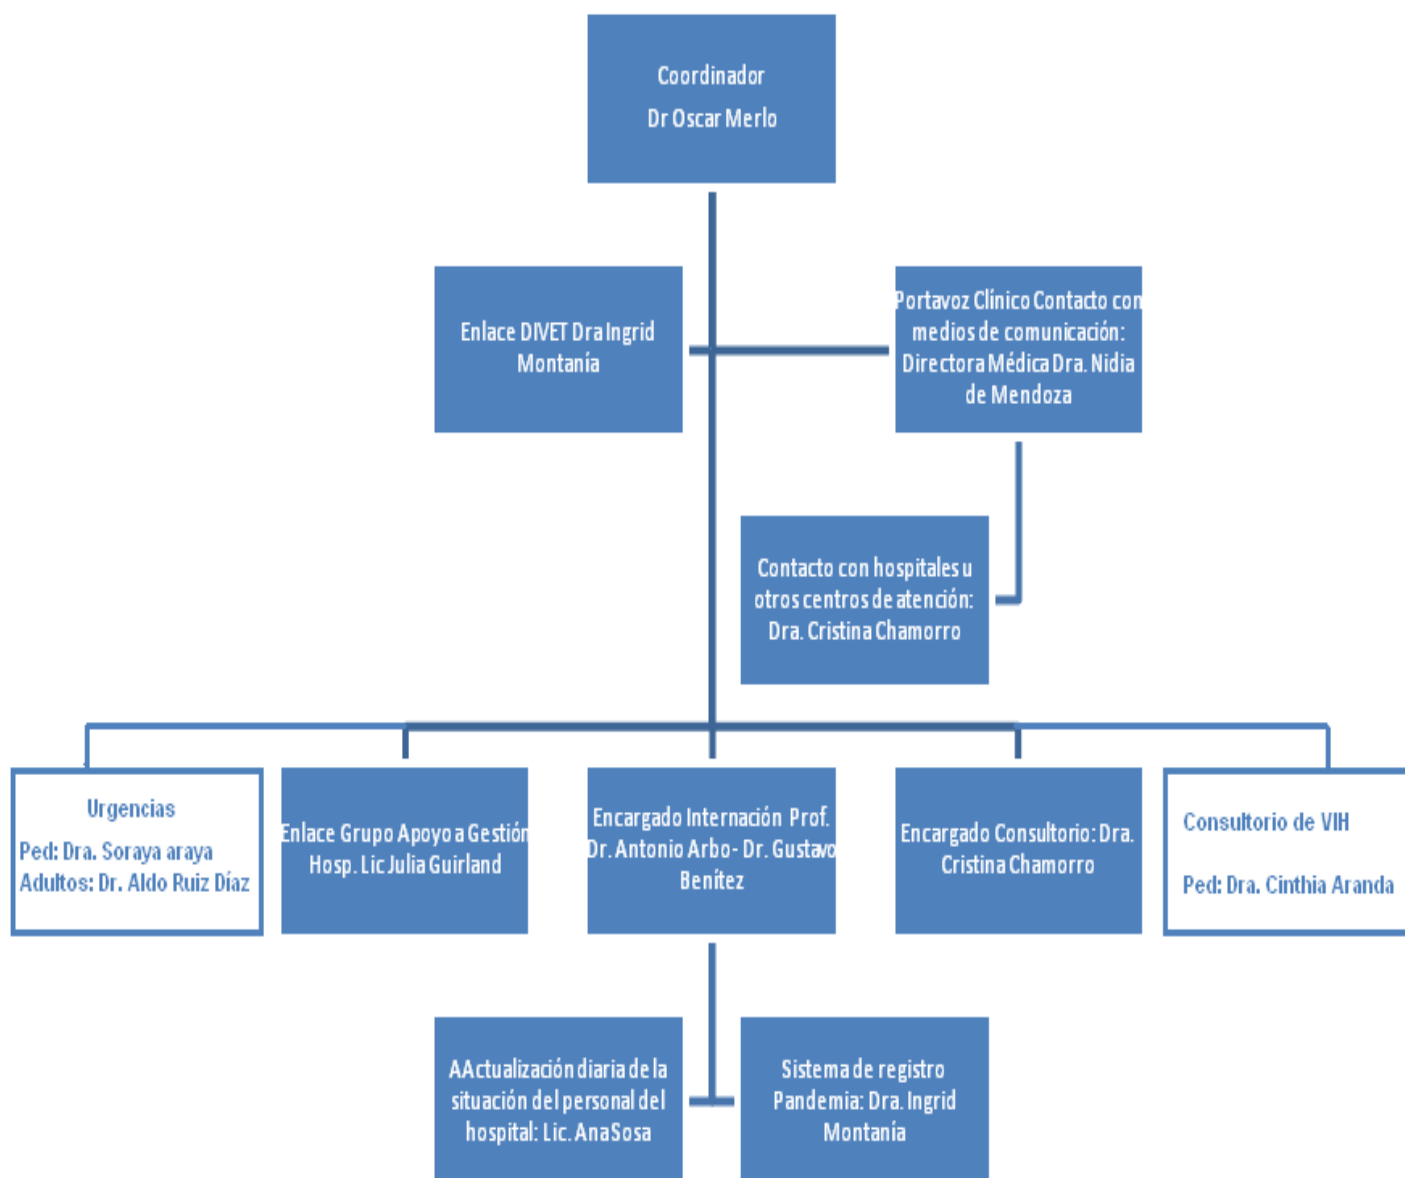 Coordinador
Dr Oscar Merlo
Enlace DIVET Dra Ingrid
Montanía
Portavoz Clínico Contacto con
medios de comunicación:
Directora Médica Dra. Nidia
de Mendoza
Contacto con hospitales u
otros centros de atención:
Dra. Cristina Chamorro
Urgencias
Ped: Dra. Soraya araya
Adultos: Dr. Aldo Ruiz Díaz
Enlace Grupo Apoyo a Gestión
Hosp. Lic Julia Guirland
Encargado Internación Prof.
Dr. Antonio Arbo- Dr. Gustavo
Benítez
Encargado Consultorio: Dra.
Cristina Chamorro
Consultorio de VIH
Ped: Dra. Cinthia Aranda
AActualización diaria de la
situación del personal del
hospital: Lic. Ana Sosa
Sistema de registro
Pandemia: Dra. Ingrid
Montanía